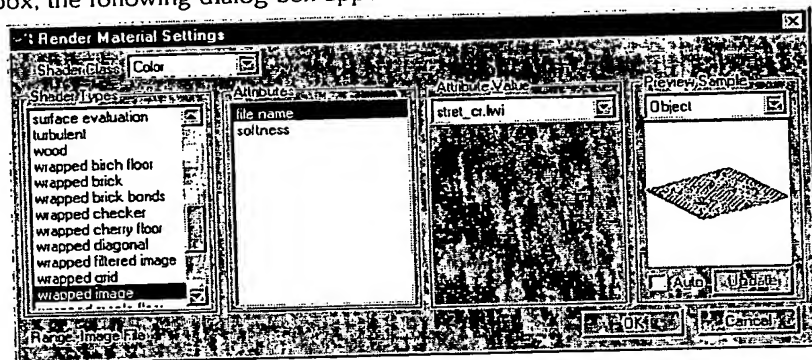 box, the following dialog box app
Render Material Settings
Shader Class Color
Shader Types
surface evaluation
turbulent
wood
wrapped birch floor
wrapped brick
wrapped brick bonds
wrapped checker
wrapped cherry floor
wrapped diagonal
wrapped filtered image
wrapped grid
wrapped image
Attributes
file name
softness
Attribute Value
stret_cr.lwi
Preview Sample
Object
Auto
Update
Range: Image File
OK
Cancel